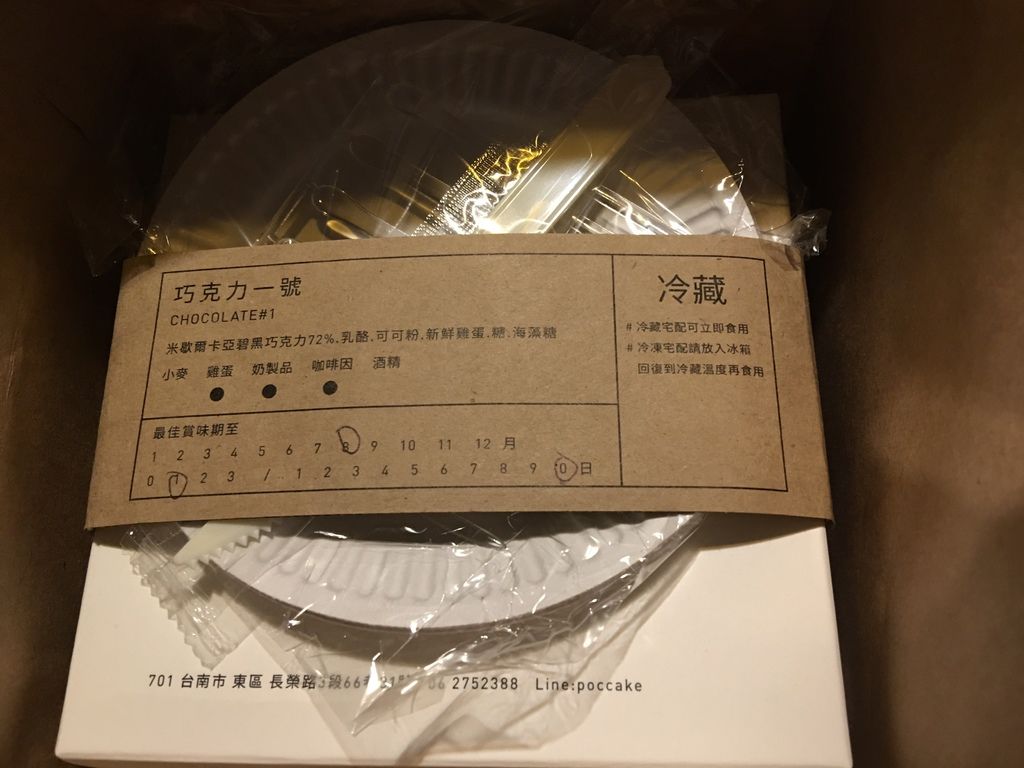 巧克力一號
CHOCOLATE#1
米歇爾卡亞碧黑巧克力72%.乳酪.可可粉.新鮮雞蛋.糖.海藻糖
小麥 雞蛋 奶製品 咖啡因 酒精
最佳賞味期至
1 2 3 4 5 6 7 8 9 10 11 12 月
0 1 2 3 / 1 2 3 4 5 6 7 8 9 0 日
冷藏
# 冷藏宅配可立即食用
# 冷凍宅配請放入冰箱
回復到冷藏溫度再食用
701 台南市 東區 長榮路3段66 06 2752388 Line:poccake